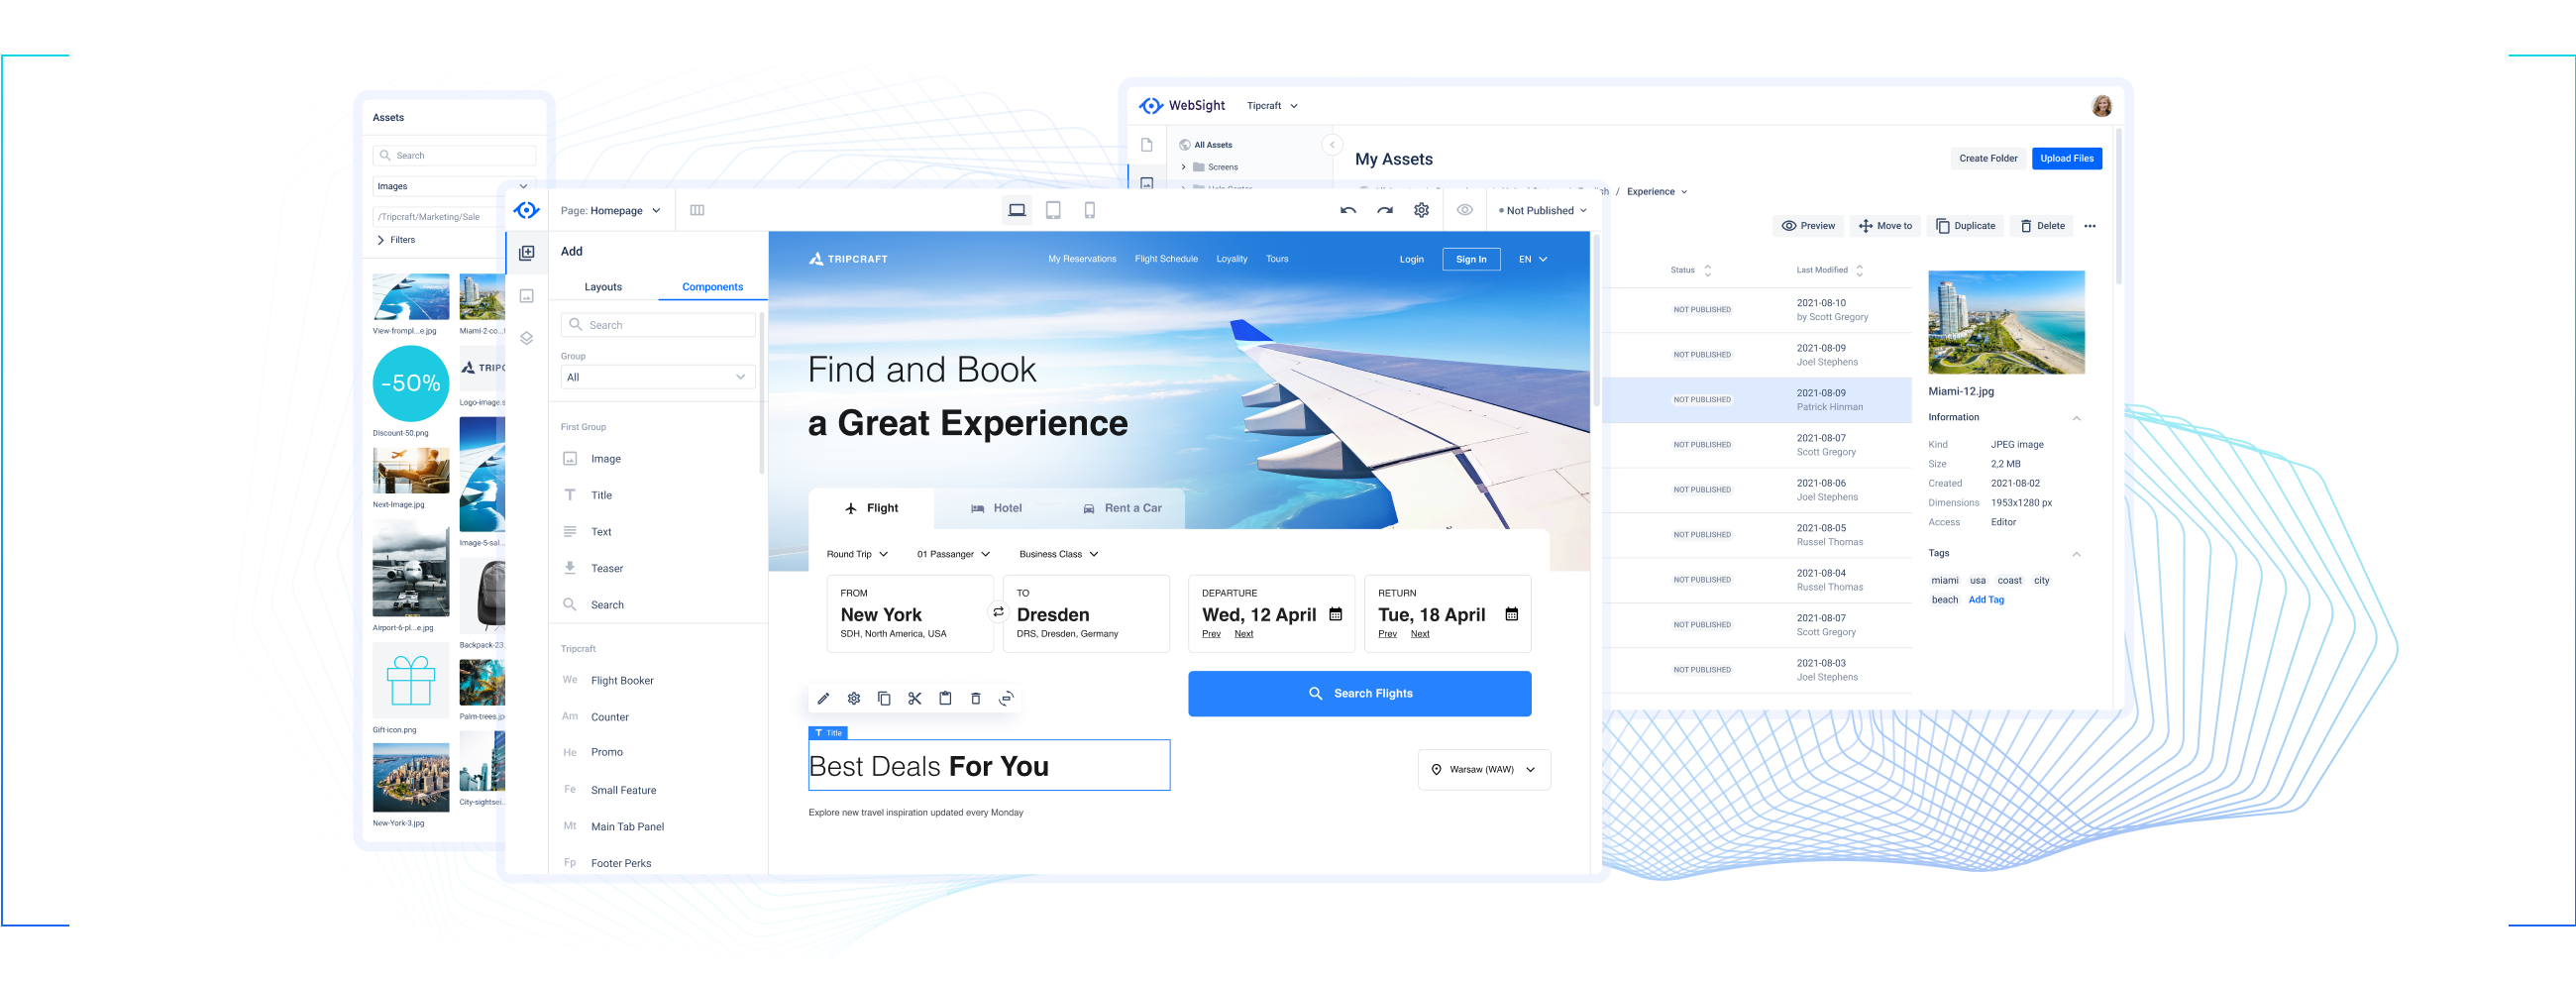 Assets
Search
Images
/Tripcraft/Marketing/Sale
Filters
View-frompl...e.jpg
Miami-2-co...
-50%
TRIPC
Discount-50.png
Logo-image.s
Next-Image.jpg
Image-5-sal...
Airport-6-pl...e.jpg
Backpack-23.
Gift-icon.png
Palm-trees.jp
New-York-3.jpg
City-sightsei..
Page: Homepage
Not Published
Add
Layouts
Components
Search
Group
All
First Group
Image
Title
Text
Teaser
Search
Tripcraft
We Flight Booker
Am Counter
He Promo
Fe Small Feature
Mt Main Tab Panel
Fp Footer Perks
TRIPCRAFT
My Reservations Flight Schedule Loyality Tours
Login Sign In EN
Find and Book
a Great Experience
Flight Hotel Rent a Car
Round Trip 01 Passanger Business Class
FROM
New York
SDH, North America, USA
TO
Dresden
DRS, Dresden, Germany
DEPARTURE
Wed, 12 April
Prev Next
RETURN
Tue, 18 April
Prev Next
Search Flights
Title
Best Deals For You
Warsaw (WAW)
Explore new travel inspiration updated every Monday
WebSight Tipcraft
All Assets
Screens
My Assets
Create Folder Upload Files
/ Experience
Preview Move to Duplicate Delete
Status Last Modified
NOT PUBLISHED 2021-08-10
by Scott Gregory
NOT PUBLISHED 2021-08-09
Joel Stephens
NOT PUBLISHED 2021-08-09
Patrick Hinman
NOT PUBLISHED 2021-08-07
Scott Gregory
NOT PUBLISHED 2021-08-06
Joel Stephens
NOT PUBLISHED 2021-08-05
Russel Thomas
NOT PUBLISHED 2021-08-04
Russel Thomas
NOT PUBLISHED 2021-08-07
Scott Gregory
NOT PUBLISHED 2021-08-03
Joel Stephens
Miami-12.jpg
Information
Kind JPEG image
Size 2,2 MB
Created 2021-08-02
Dimensions 1953x1280 px
Access Editor
Tags
miami usa coast city
beach Add Tag